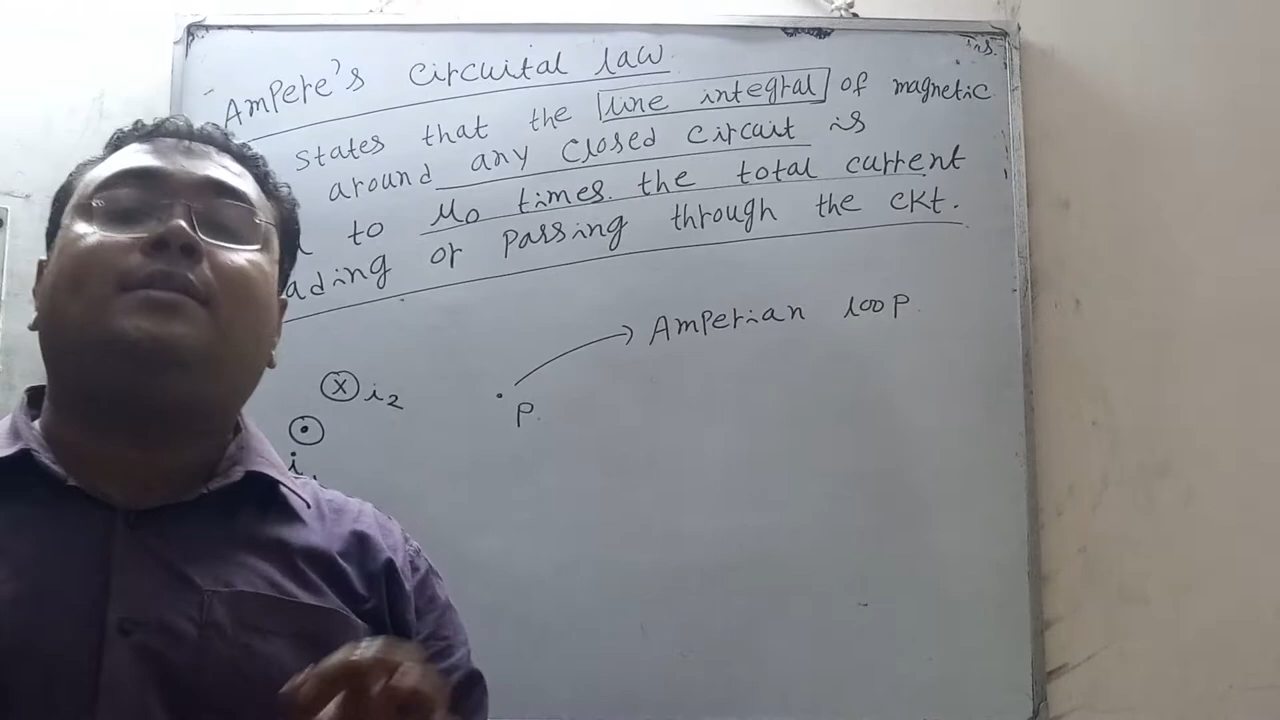 Ampere's circuital law
states that the line integral of magnetic
around any closed circuit is
to μ0 times the total current
ading or passing through the ckt.
Amperian loop
i2
P
i